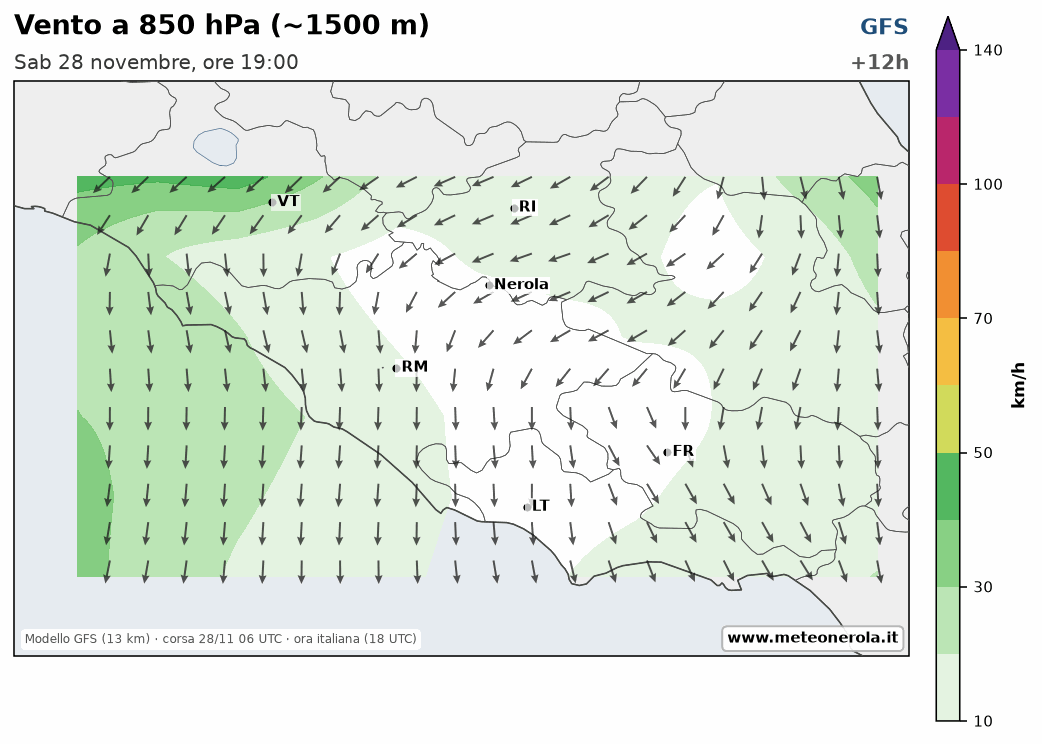 Vento a 850 hPa (~1500 m)
GFS
Sab 28 novembre, ore 19:00
+12h
140
100
70
50
30
10
km/h
VT
RI
Nerola
RM
FR
LT
Modello GFS (13 km) · corsa 28/11 06 UTC · ora italiana (18 UTC)
www.meteonerola.it